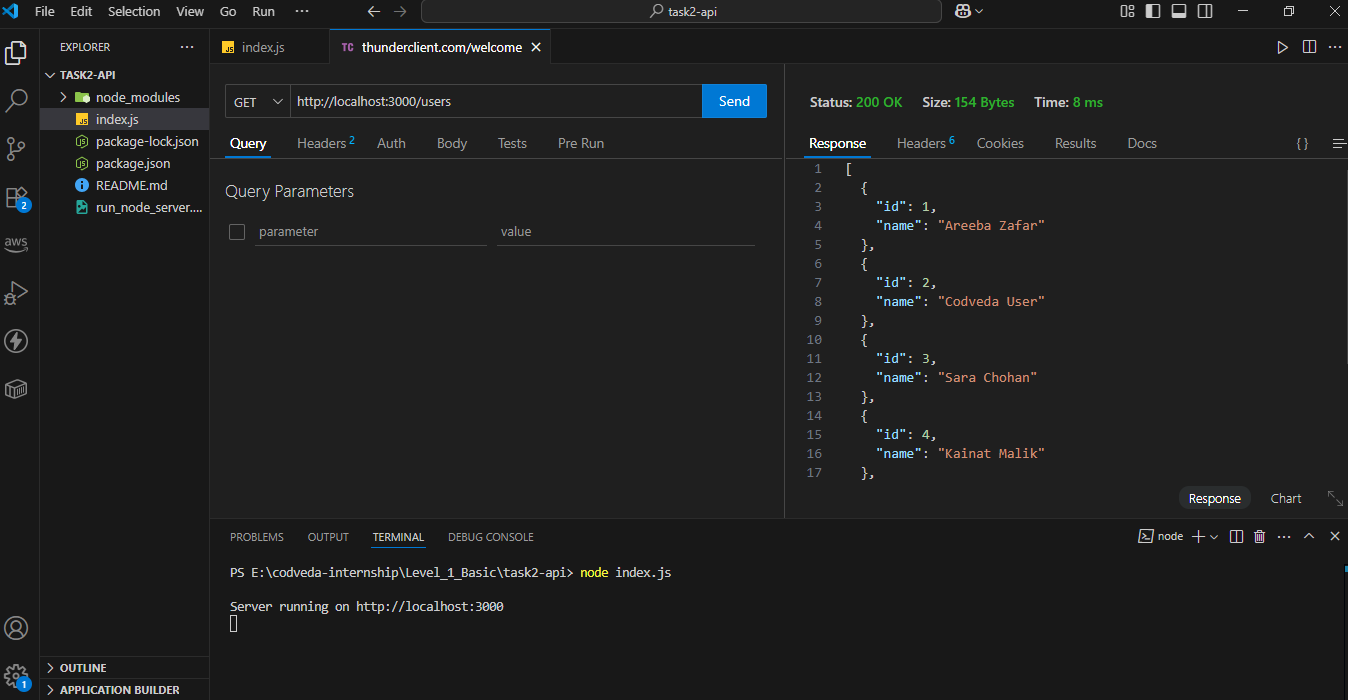 File Edit Selection View Go Run ··· task2-api
EXPLORER ···
TASK2-API
node_modules
JS index.js
package-lock.json
package.json
README.md
run_node_server....
2
aws
1
OUTLINE
APPLICATION BUILDER
JS index.js
TC thunderclient.com/welcome
GET http://localhost:3000/users Send
Query Headers 2 Auth Body Tests Pre Run
Query Parameters
parameter value
Status: 200 OK Size: 154 Bytes Time: 8 ms
Response Headers 6 Cookies Results Docs { }
1 [
2 {
3 "id": 1,
4 "name": "Areeba Zafar"
5 },
6 {
7 "id": 2,
8 "name": "Codveda User"
9 },
10 {
11 "id": 3,
12 "name": "Sara Chohan"
13 },
14 {
15 "id": 4,
16 "name": "Kainat Malik"
17 },
Response Chart
PROBLEMS OUTPUT TERMINAL DEBUG CONSOLE node
PS E:\codveda-internship\Level_1_Basic\task2-api> node index.js
Server running on http://localhost:3000